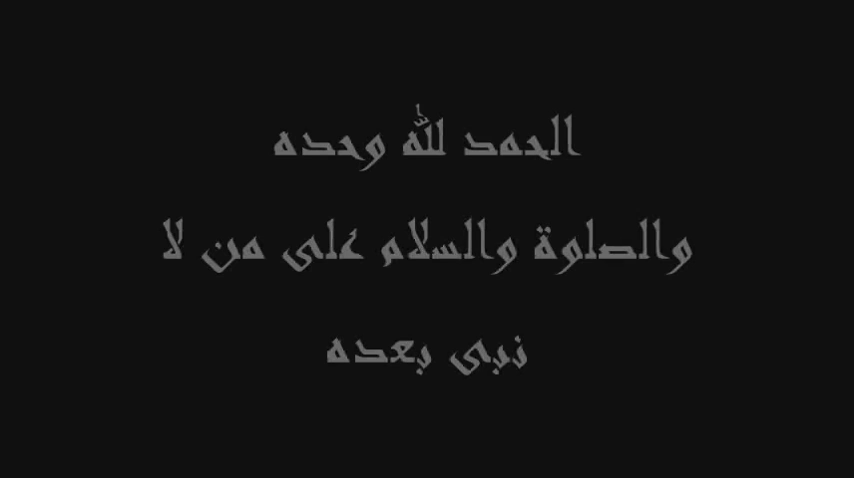 الحمد لله وحده
والصلوة والسلام على من لا
نبى بعده